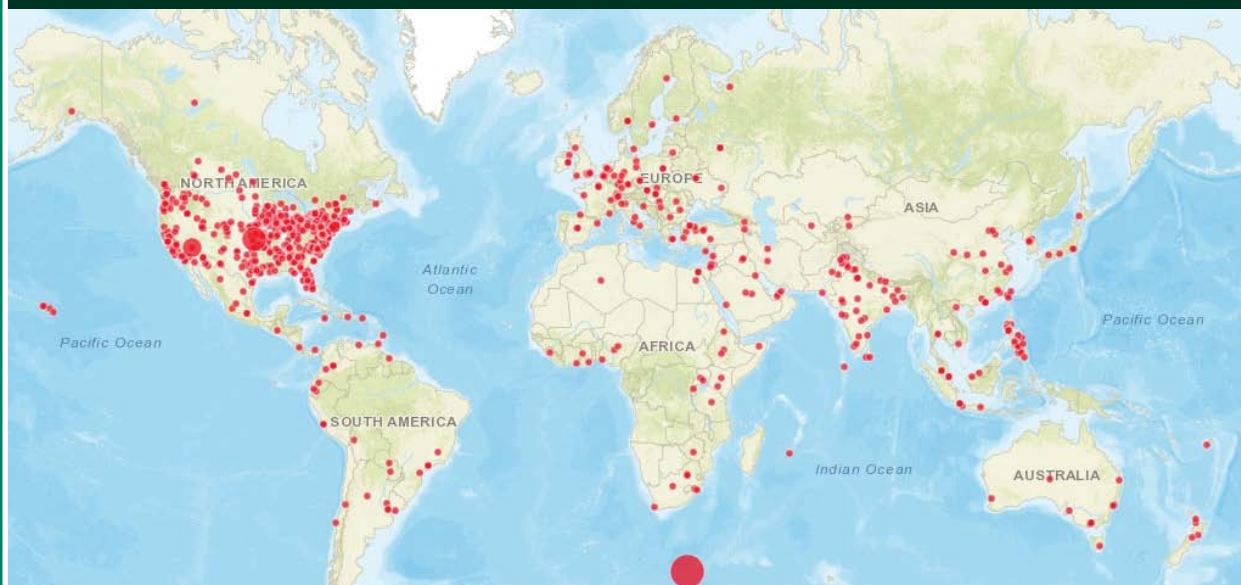 NORTH AMERICA
EUROPE
ASIA
Atlantic
Ocean
Pacific Ocean
Pacific Ocean
AFRICA
SOUTH AMERICA
Indian Ocean
AUSTRALIA